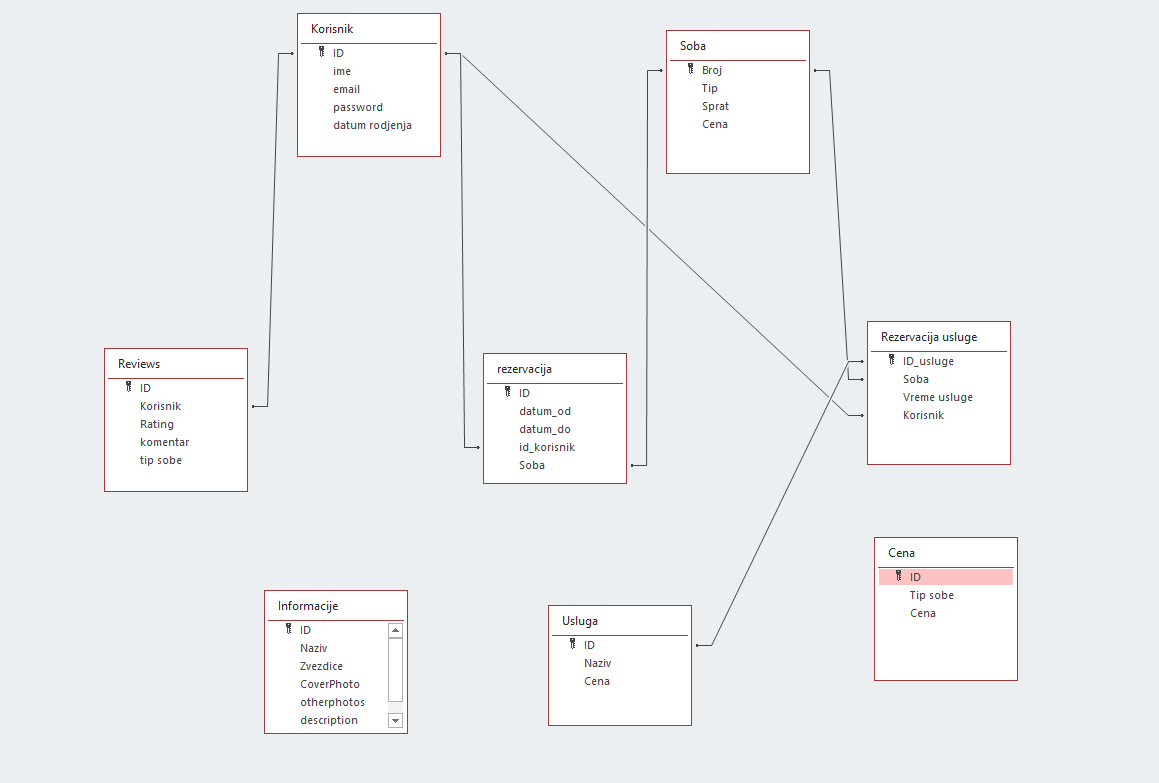 Korisnik
ID
ime
email
password
datum rodjenja
Soba
Broj
Tip
Sprat
Cena
Reviews
ID
Korisnik
Rating
komentar
tip sobe
rezervacija
ID
datum_od
datum_do
id_korisnik
Soba
Rezervacija usluge
ID_usluge
Soba
Vreme usluge
Korisnik
Informacije
ID
Naziv
Zvezdice
CoverPhoto
otherphotos
description
Usluga
ID
Naziv
Cena
Cena
ID
Tip sobe
Cena